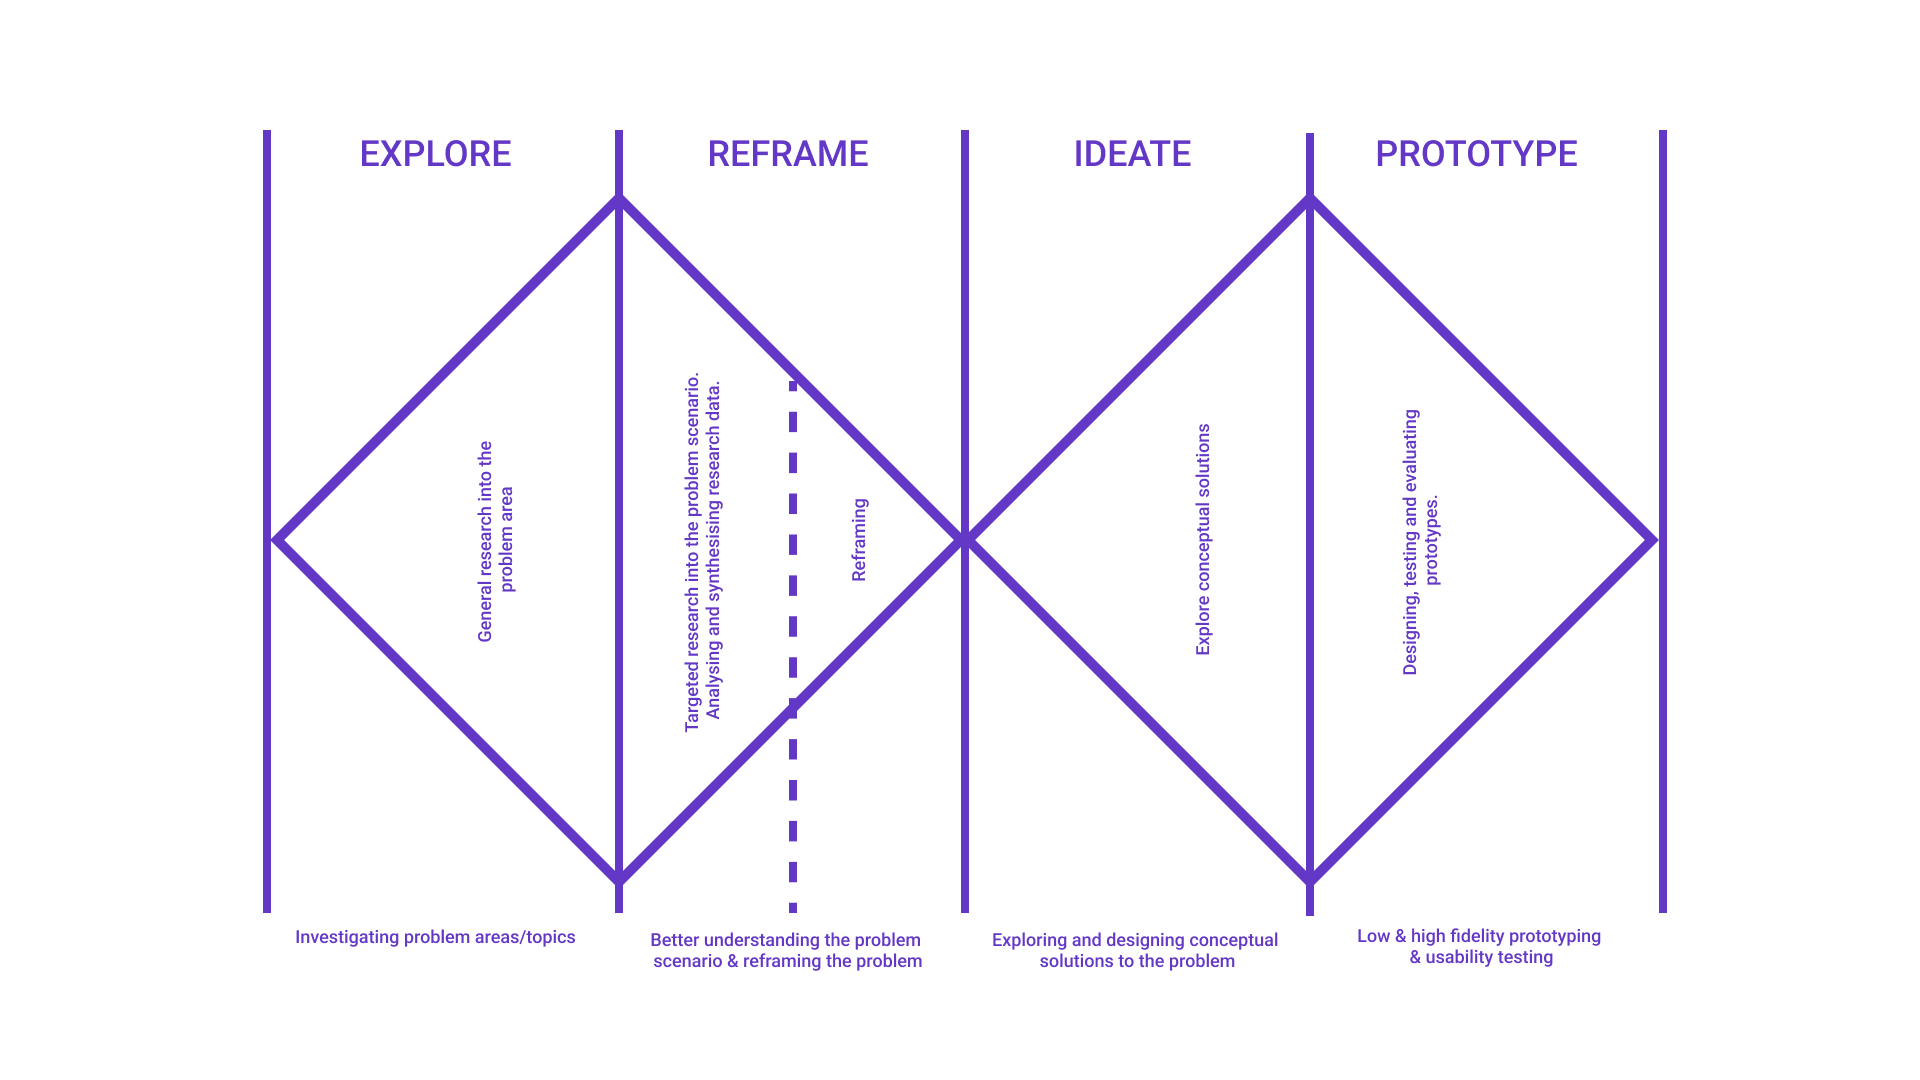 EXPLORE
REFRAME
IDEATE
PROTOTYPE
General research into the
problem area
Targeted research into the problem scenario.
Analysing and synthesising research data.
Reframing
Explore conceptual solutions
Designing, testing and evaluating
prototypes.
Investigating problem areas/topics
Better understanding the problem
scenario & reframing the problem
Exploring and designing conceptual
solutions to the problem
Low & high fidelity prototyping
& usability testing